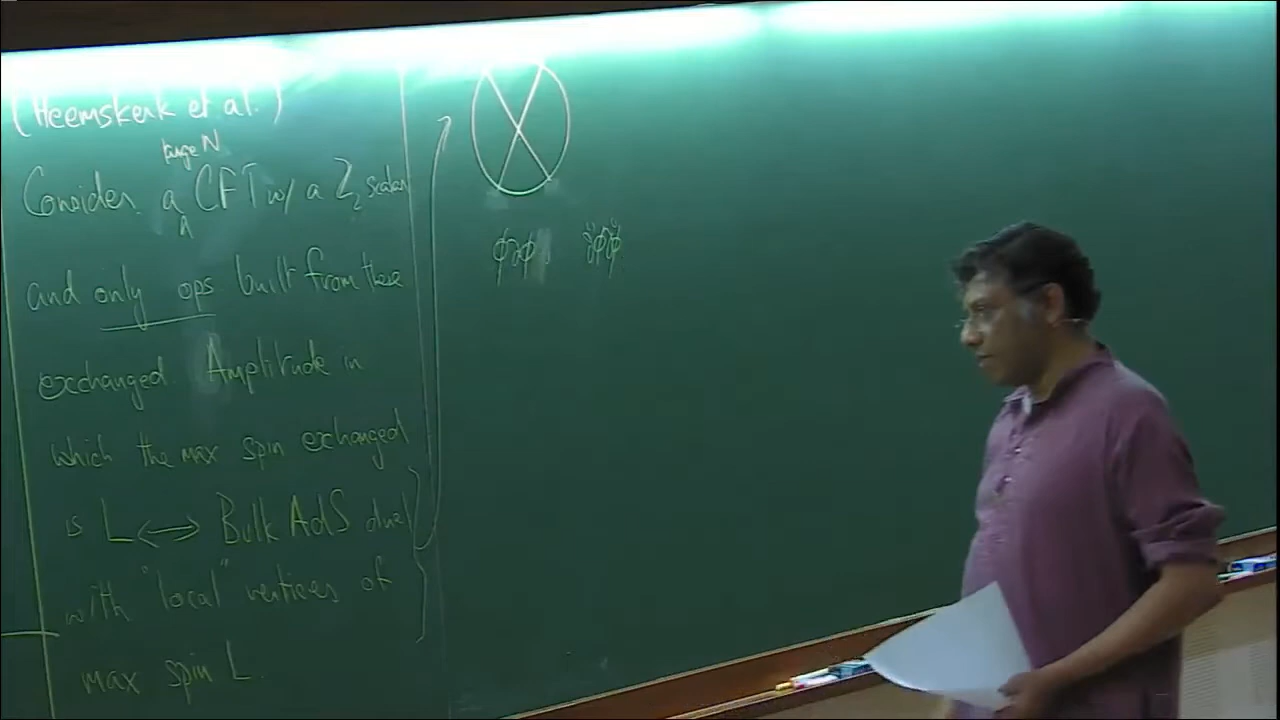 (Heemskerk et al.)
large N
Consider a ∧ CFT w/ a Z₂ scalar
and only ops built from these
exchanged. Amplitude in
which the max spin exchanged
is L ⟷ Bulk AdS dual
with "local" vertices of
max spin L.